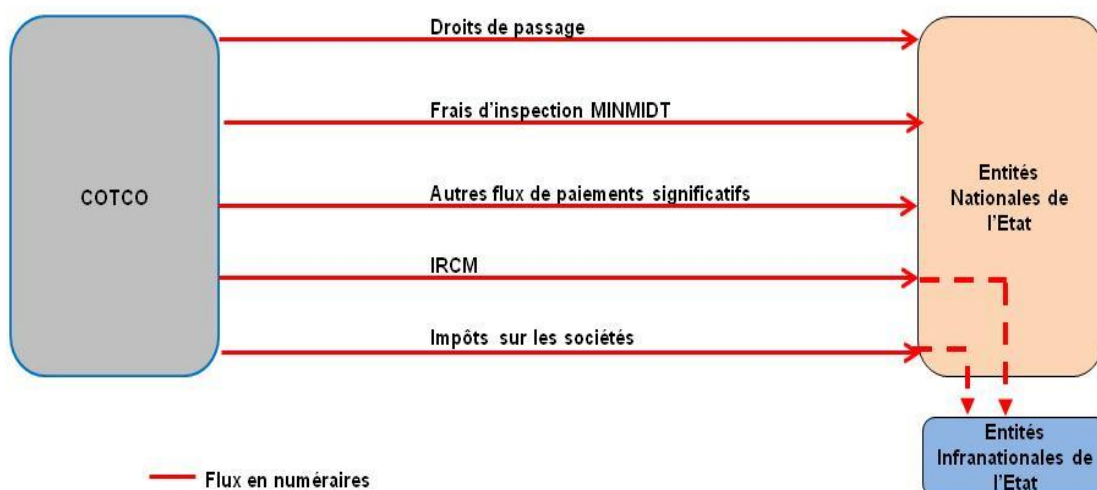 Droits de passage
Frais d'inspection MINMIDT
COTCO
Autres flux de paiements significatifs
Entités
Nationales de
l'Etat
IRCM
Impôts sur les sociétés
Entités
Infranationales de
l'Etat
Flux en numéraires